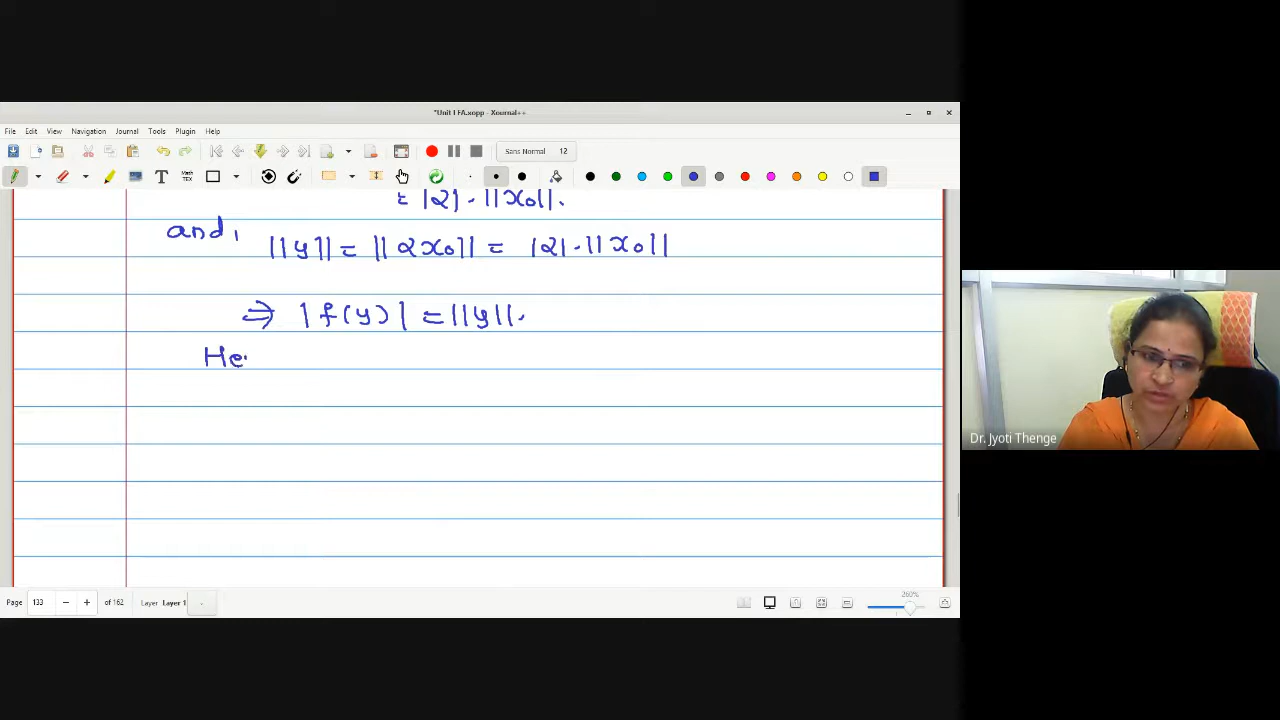 *Unit I FA.xopp - Xournal++
File Edit View Navigation Journal Tools Plugin Help
Sans Normal 12
= |α| · ||x₀||.
and, ||y|| = ||αx₀|| = |α| · ||x₀||
⇒ |f(y)| = ||y||.
He
Dr. Jyoti Thenge
Page 133 of 162 Layer Layer 1
260%